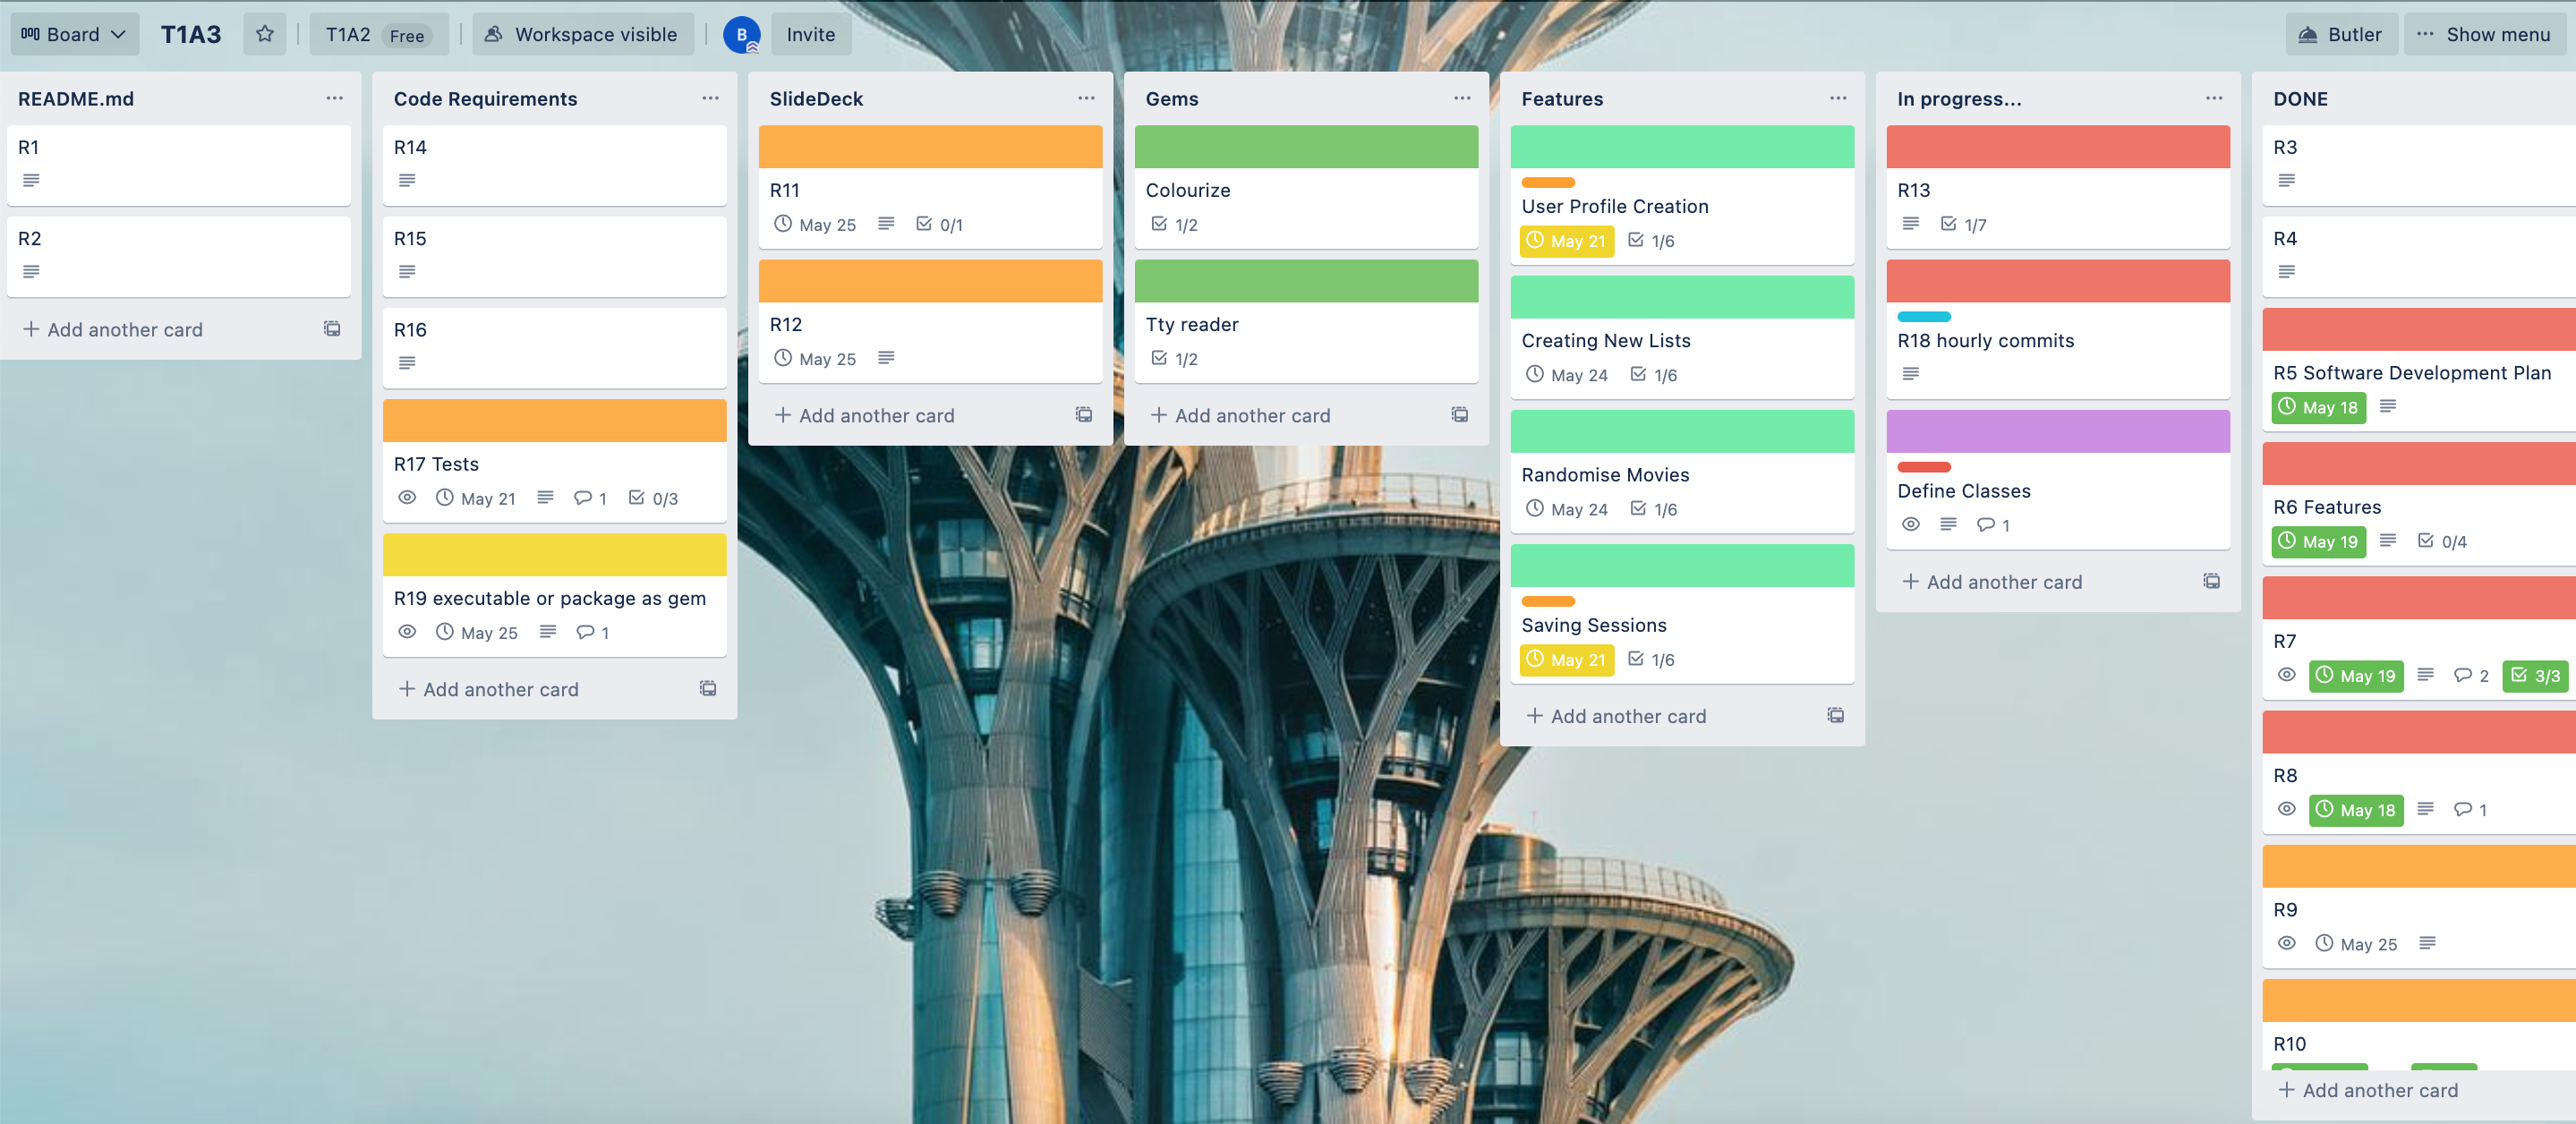 Board
T1A3
T1A2 Free
Workspace visible
B
Invite
Butler
Show menu
README.md
R1
R2
Add another card
Code Requirements
R14
R15
R16
R17 Tests
May 21 1 0/3
R19 executable or package as gem
May 25 1
Add another card
SlideDeck
R11
May 25 0/1
R12
May 25
Add another card
Gems
Colourize
1/2
Tty reader
1/2
Add another card
Features
User Profile Creation
May 21 1/6
Creating New Lists
May 24 1/6
Randomise Movies
May 24 1/6
Saving Sessions
May 21 1/6
Add another card
In progress...
R13
1/7
R18 hourly commits
Define Classes
1
Add another card
DONE
R3
R4
R5 Software Development Plan
May 18
R6 Features
May 19 0/4
R7
May 19 2 3/3
R8
May 18 1
R9
May 25
R10
Add another card